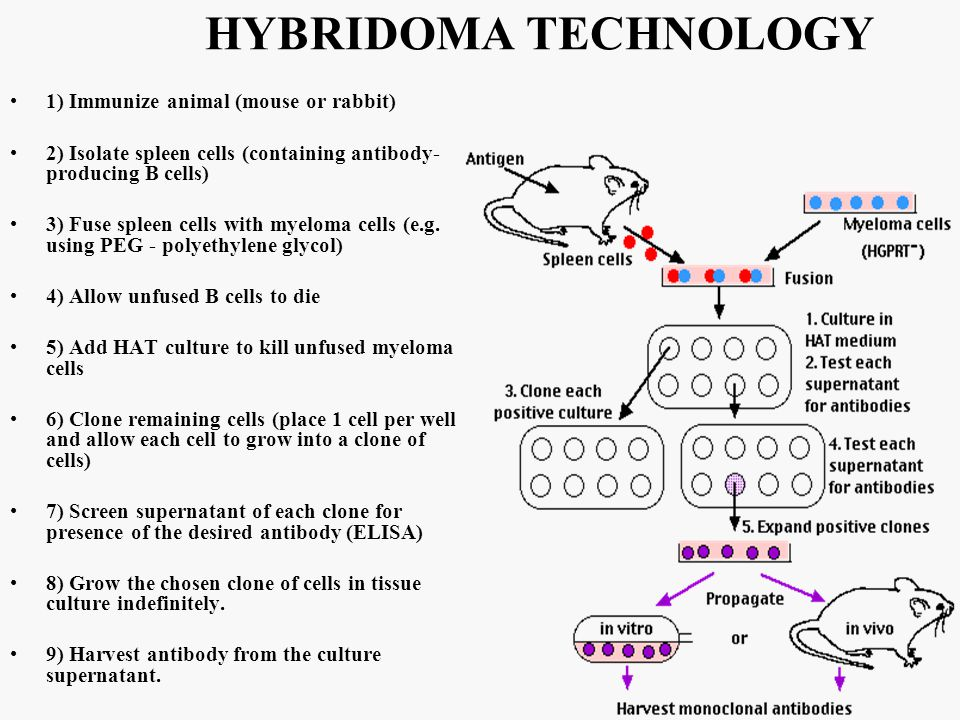 HYBRIDOMA TECHNOLOGY
• 1) Immunize animal (mouse or rabbit)
• 2) Isolate spleen cells (containing antibody-
producing B cells)
• 3) Fuse spleen cells with myeloma cells (e.g.
using PEG - polyethylene glycol)
• 4) Allow unfused B cells to die
• 5) Add HAT culture to kill unfused myeloma
cells
• 6) Clone remaining cells (place 1 cell per well
and allow each cell to grow into a clone of
cells)
• 7) Screen supernatant of each clone for
presence of the desired antibody (ELISA)
• 8) Grow the chosen clone of cells in tissue
culture indefinitely.
• 9) Harvest antibody from the culture
supernatant.
Antigen
Spleen cells
Myeloma cells
(HGPRT⁻)
Fusion
1. Culture in
HAT medium
2. Test each
supernatant
for antibodies
3. Clone each
positive culture
4. Test each
supernatant
for antibodies
5. Expand positive clones
Propagate
in vitro
or
in vivo
Harvest monoclonal antibodies